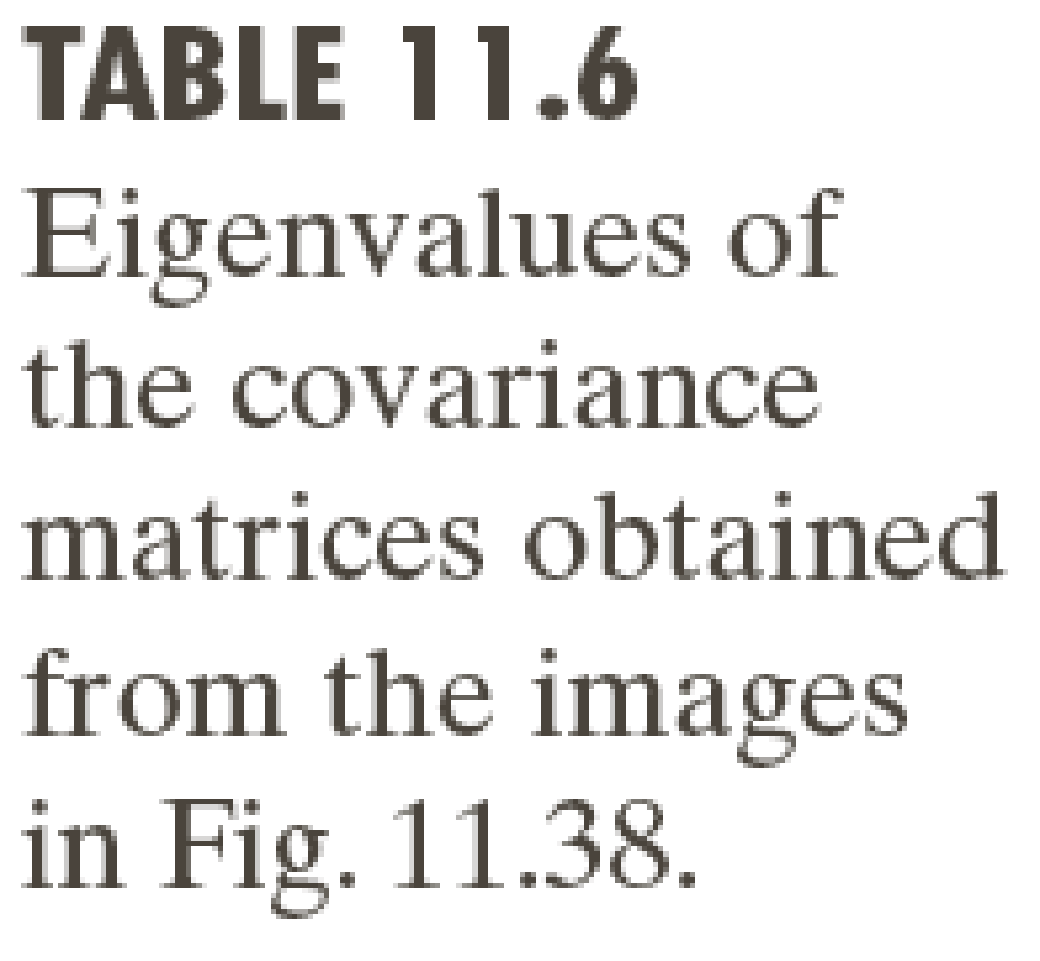 TABLE 11.6
Eigenvalues of
the covariance
matrices obtained
from the images
in Fig. 11.38.